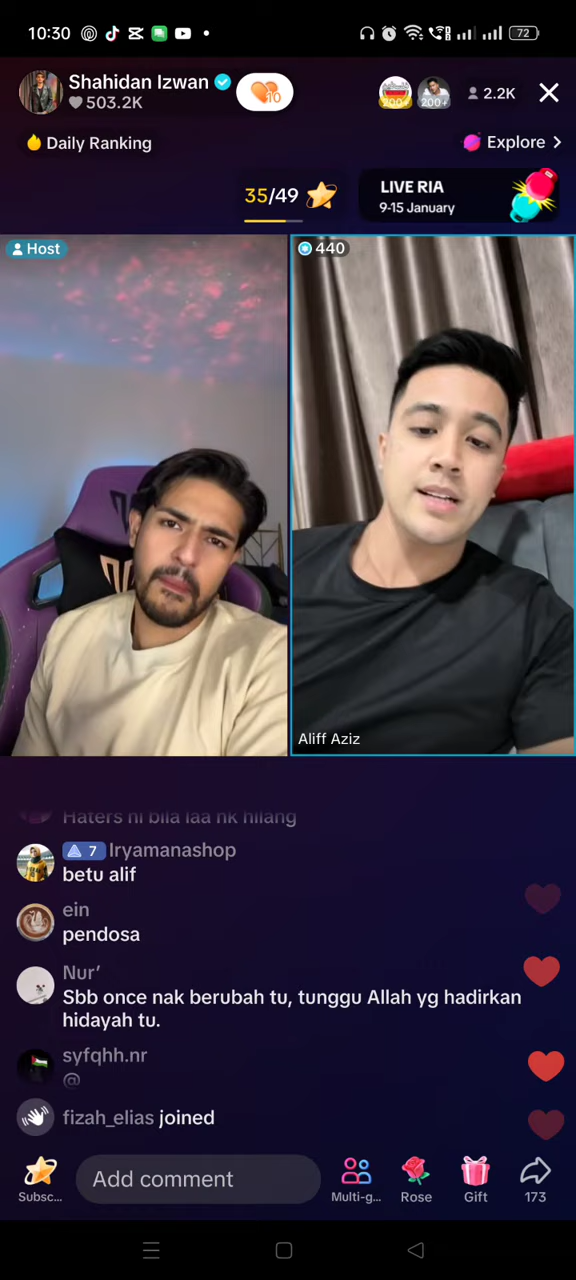 10:30
72
Shahidan Izwan
503.2K
10
200+
200+
2.2K
Daily Ranking
Explore >
35/49
LIVE RIA
9-15 January
Host
440
Aliff Aziz
Haters ni bila laa nk hilang
7 Iryamanashop
betu alif
ein
pendosa
Nur’
Sbb once nak berubah tu, tunggu Allah yg hadirkan
hidayah tu.
syfqhh.nr
@
fizah_elias joined
Add comment
Subsc...
Multi-g...
Rose
Gift
173